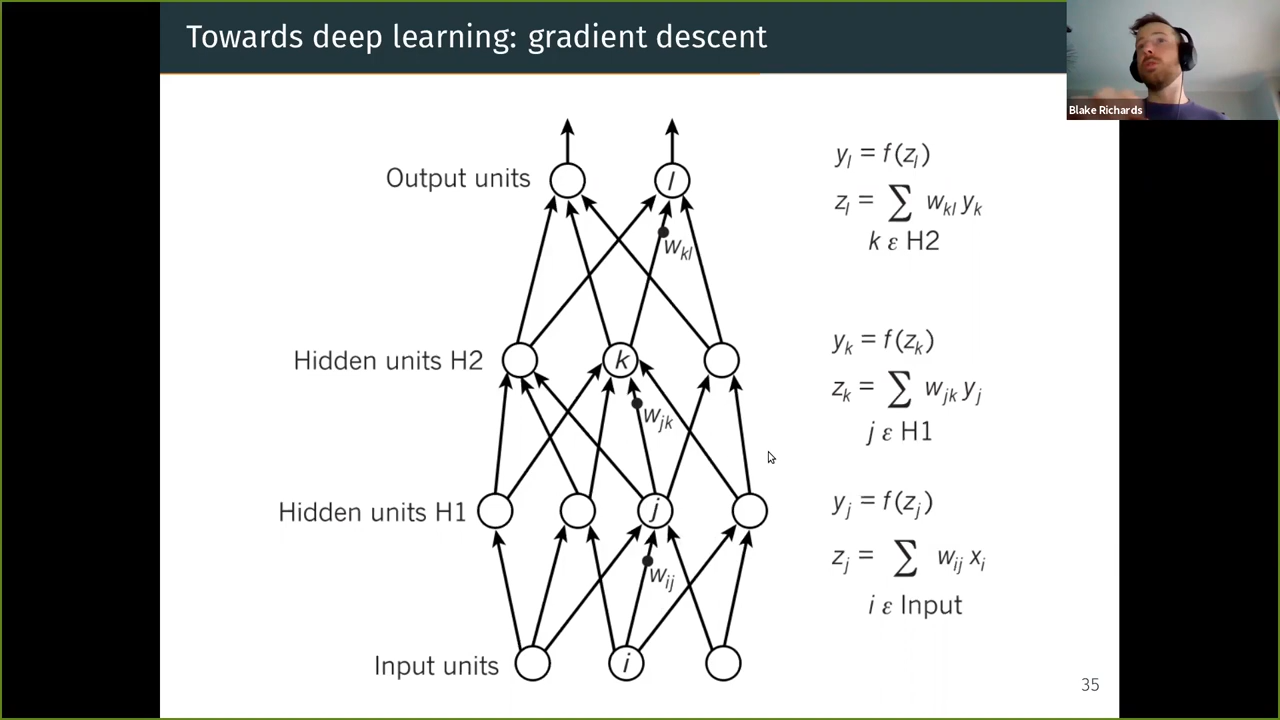 Towards deep learning: gradient descent
Blake Richards
Output units
l
w_kl
y_l = f(z_l)
z_l = ∑ w_kl y_k
k ε H2
Hidden units H2
k
w_jk
y_k = f(z_k)
z_k = ∑ w_jk y_j
j ε H1
Hidden units H1
j
w_ij
y_j = f(z_j)
z_j = ∑ w_ij x_i
i ε Input
Input units
i
35